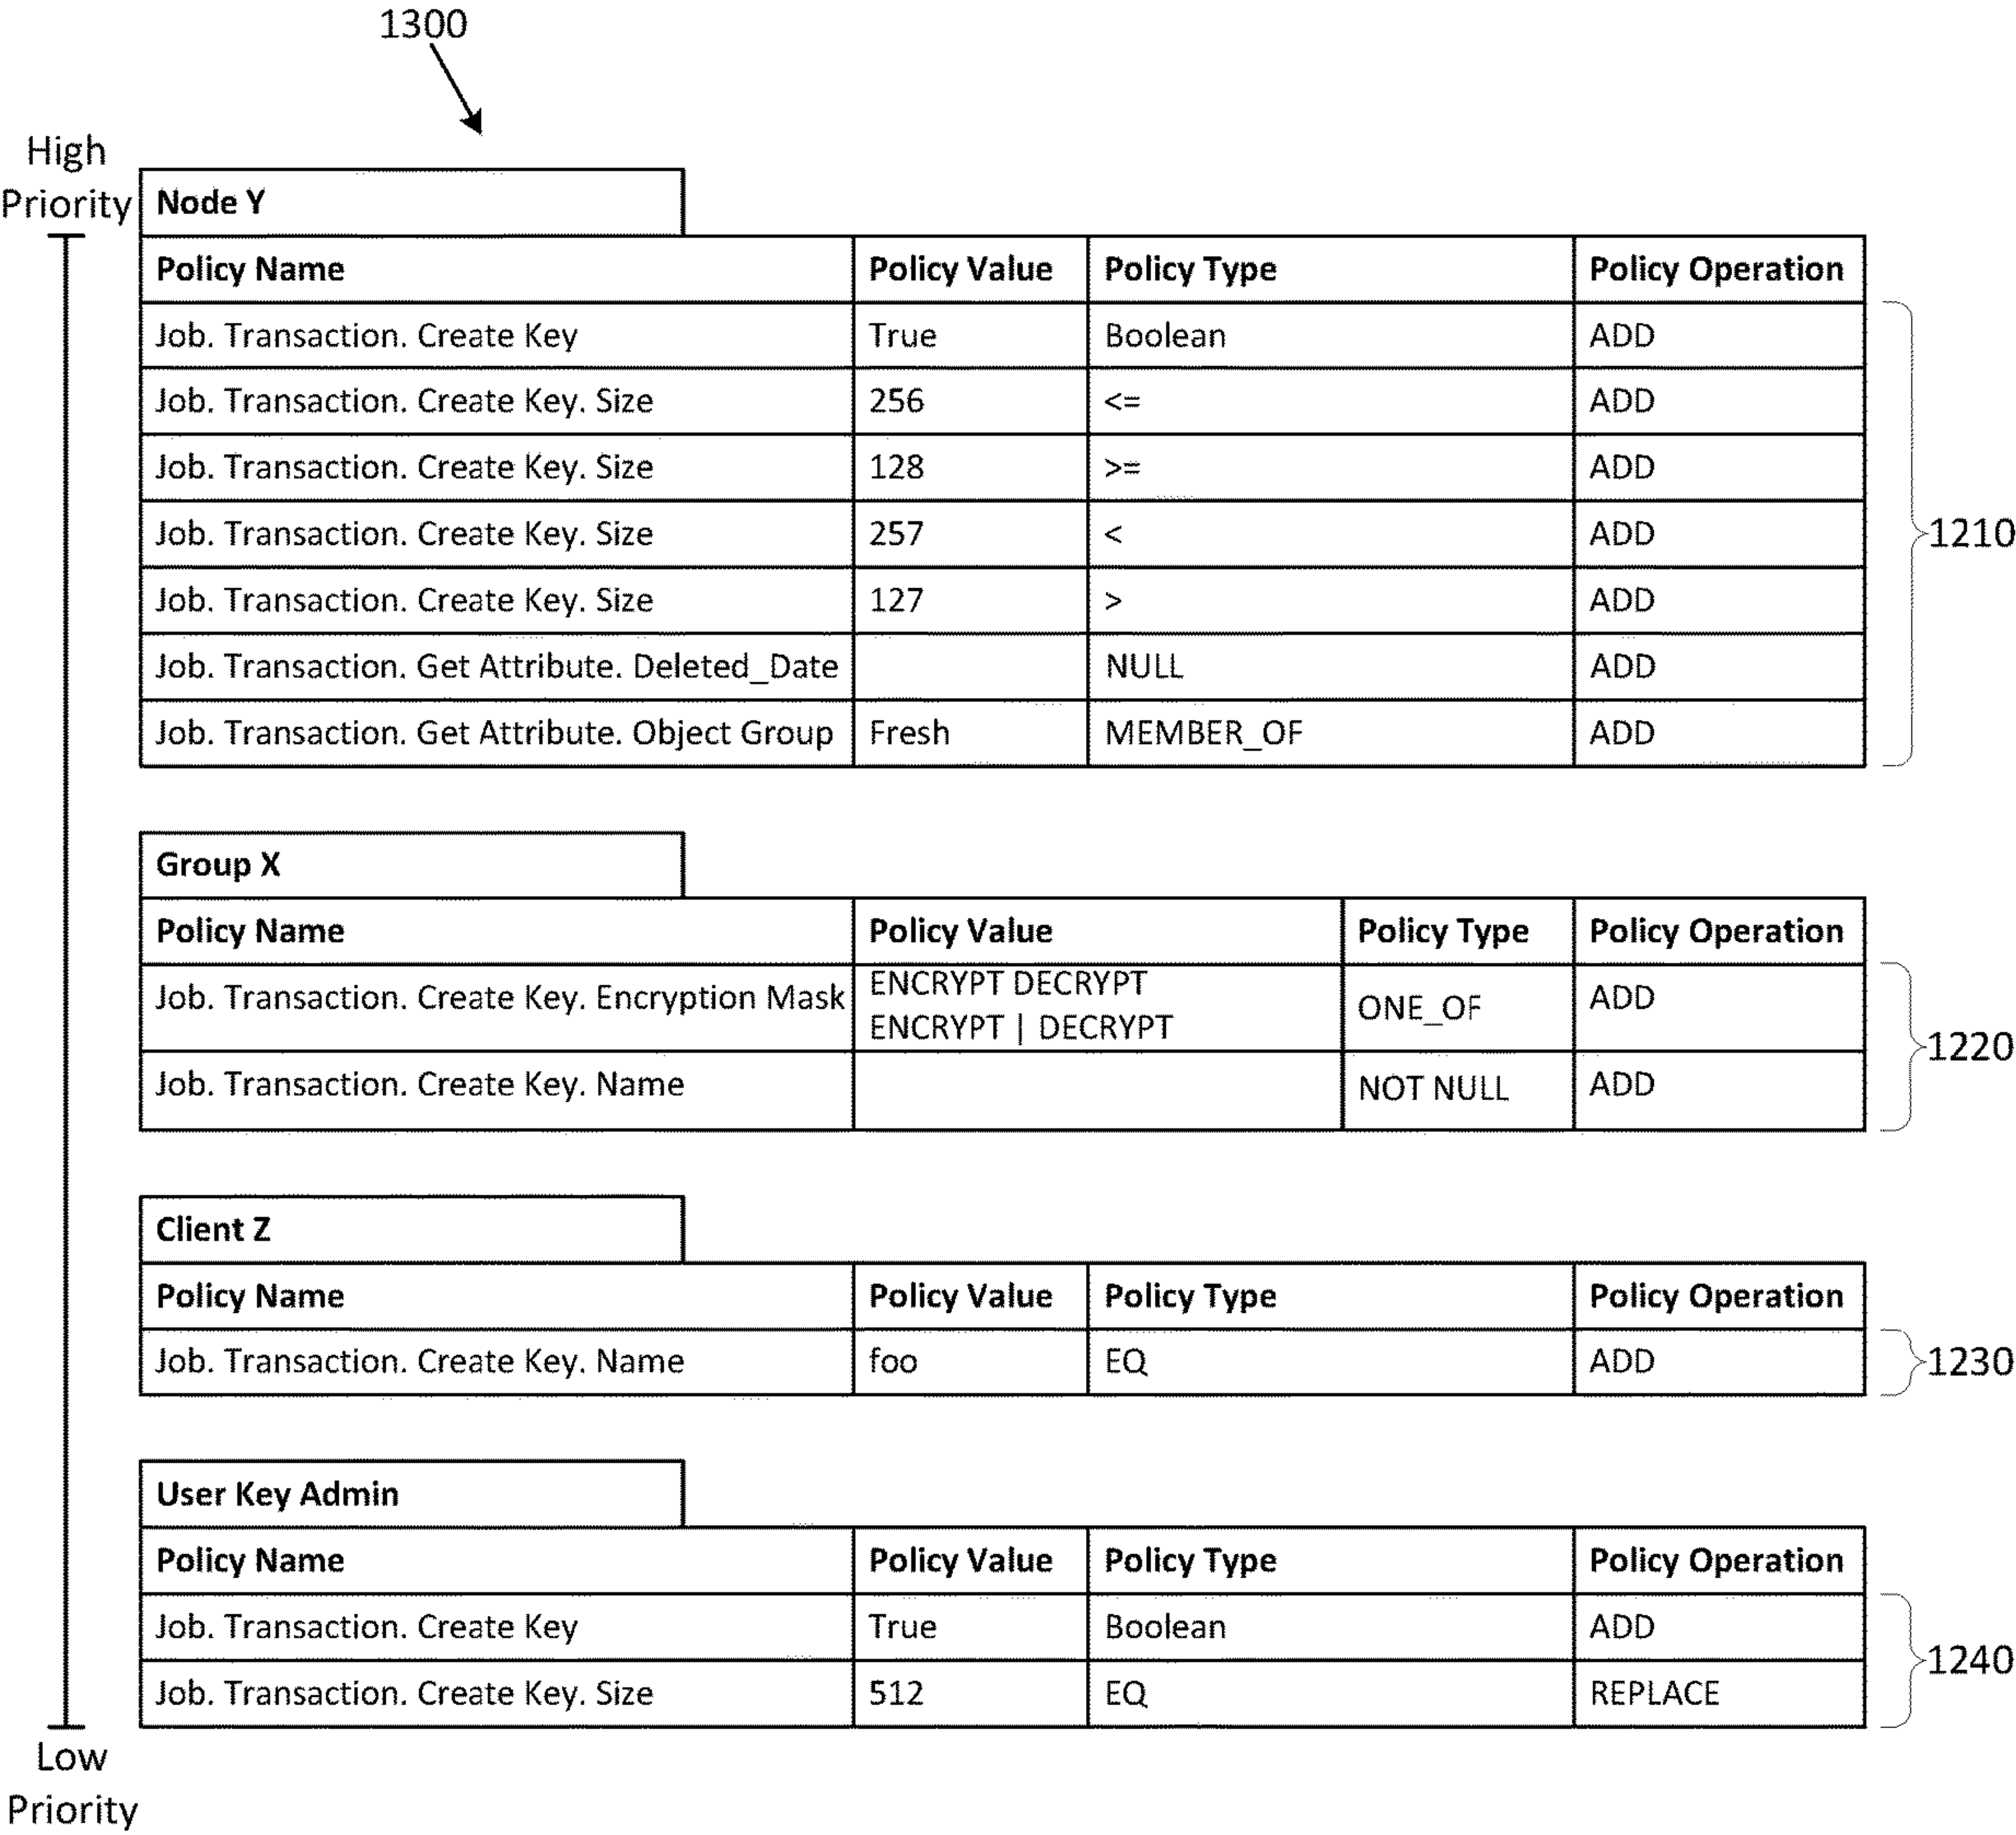 1300
High
Priority
Node Y
Policy Name Policy Value Policy Type Policy Operation
Job. Transaction. Create Key True Boolean ADD
Job. Transaction. Create Key. Size 256 <= ADD
Job. Transaction. Create Key. Size 128 >= ADD
Job. Transaction. Create Key. Size 257 < ADD
Job. Transaction. Create Key. Size 127 > ADD
Job. Transaction. Get Attribute. Deleted_Date NULL ADD
Job. Transaction. Get Attribute. Object Group Fresh MEMBER_OF ADD
1210
Group X
Policy Name Policy Value Policy Type Policy Operation
Job. Transaction. Create Key. Encryption Mask ENCRYPT DECRYPT
ENCRYPT | DECRYPT ONE_OF ADD
Job. Transaction. Create Key. Name NOT NULL ADD
1220
Client Z
Policy Name Policy Value Policy Type Policy Operation
Job. Transaction. Create Key. Name foo EQ ADD
1230
User Key Admin
Policy Name Policy Value Policy Type Policy Operation
Job. Transaction. Create Key True Boolean ADD
Job. Transaction. Create Key. Size 512 EQ REPLACE
1240
Low
Priority